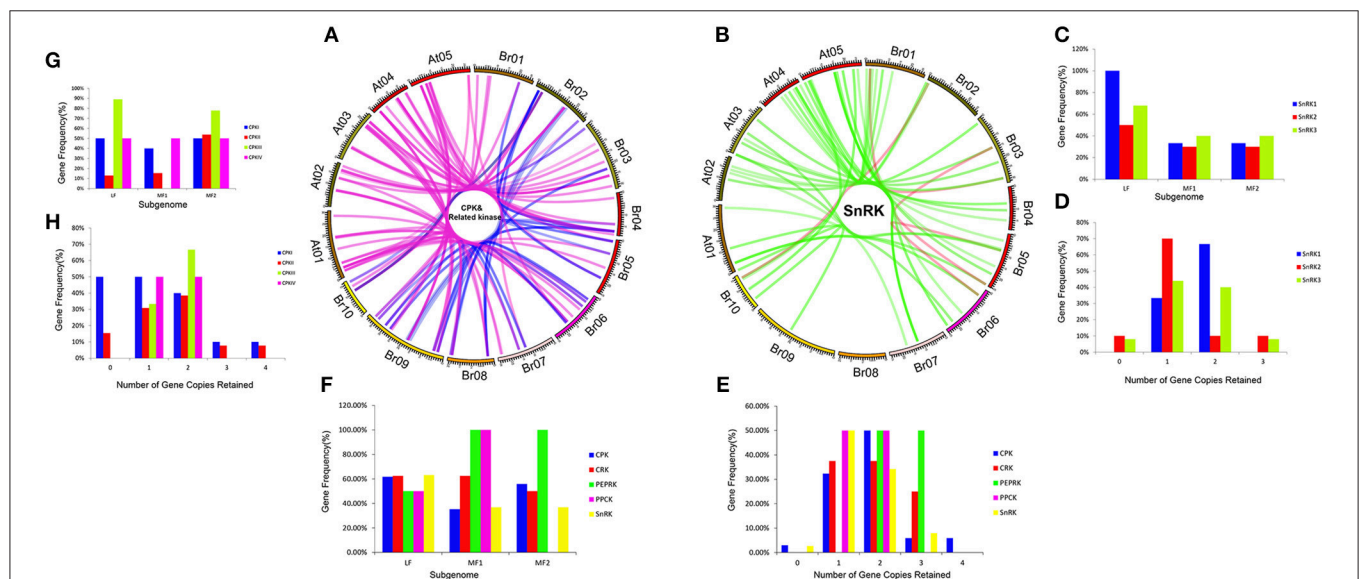 A
At05
Br01
At04
Br02
At03
Br03
At02
Br04
At01
Br05
Br10
Br06
Br09
Br08
Br07
CPK&
Related kinase
B
At05
Br01
At04
Br02
At03
Br03
At02
Br04
At01
Br05
Br10
Br06
Br09
Br08
Br07
SnRK
C
Gene Frequency(%)
120%
100%
80%
60%
40%
20%
0%
LF
MF1
MF2
Subgenome
SnRK1
SnRK2
SnRK3
D
Gene Frequency(%)
80%
70%
60%
50%
40%
30%
20%
10%
0%
0
1
2
3
Number of Gene Copies Retained
SnRK1
SnRK2
SnRK3
E
Gene Frequency(%)
60.00%
50.00%
40.00%
30.00%
20.00%
10.00%
0.00%
0
1
2
3
4
Number of Gene Copies Retained
CPK
CRK
PEPRK
PPCK
SnRK
F
Gene Frequency(%)
120.00%
100.00%
80.00%
60.00%
40.00%
20.00%
0.00%
LF
MF1
MF2
Subgenome
CPK
CRK
PEPRK
PPCK
SnRK
G
Gene Frequency(%)
100%
90%
80%
70%
60%
50%
40%
30%
20%
10%
0%
LF
MF1
MF2
Subgenome
CPKI
CPKII
CPKIII
CPKIV
H
Gene Frequency(%)
80%
70%
60%
50%
40%
30%
20%
10%
0%
0
1
2
3
4
Number of Gene Copies Retained
CPKI
CPKII
CPKIII
CPKIV